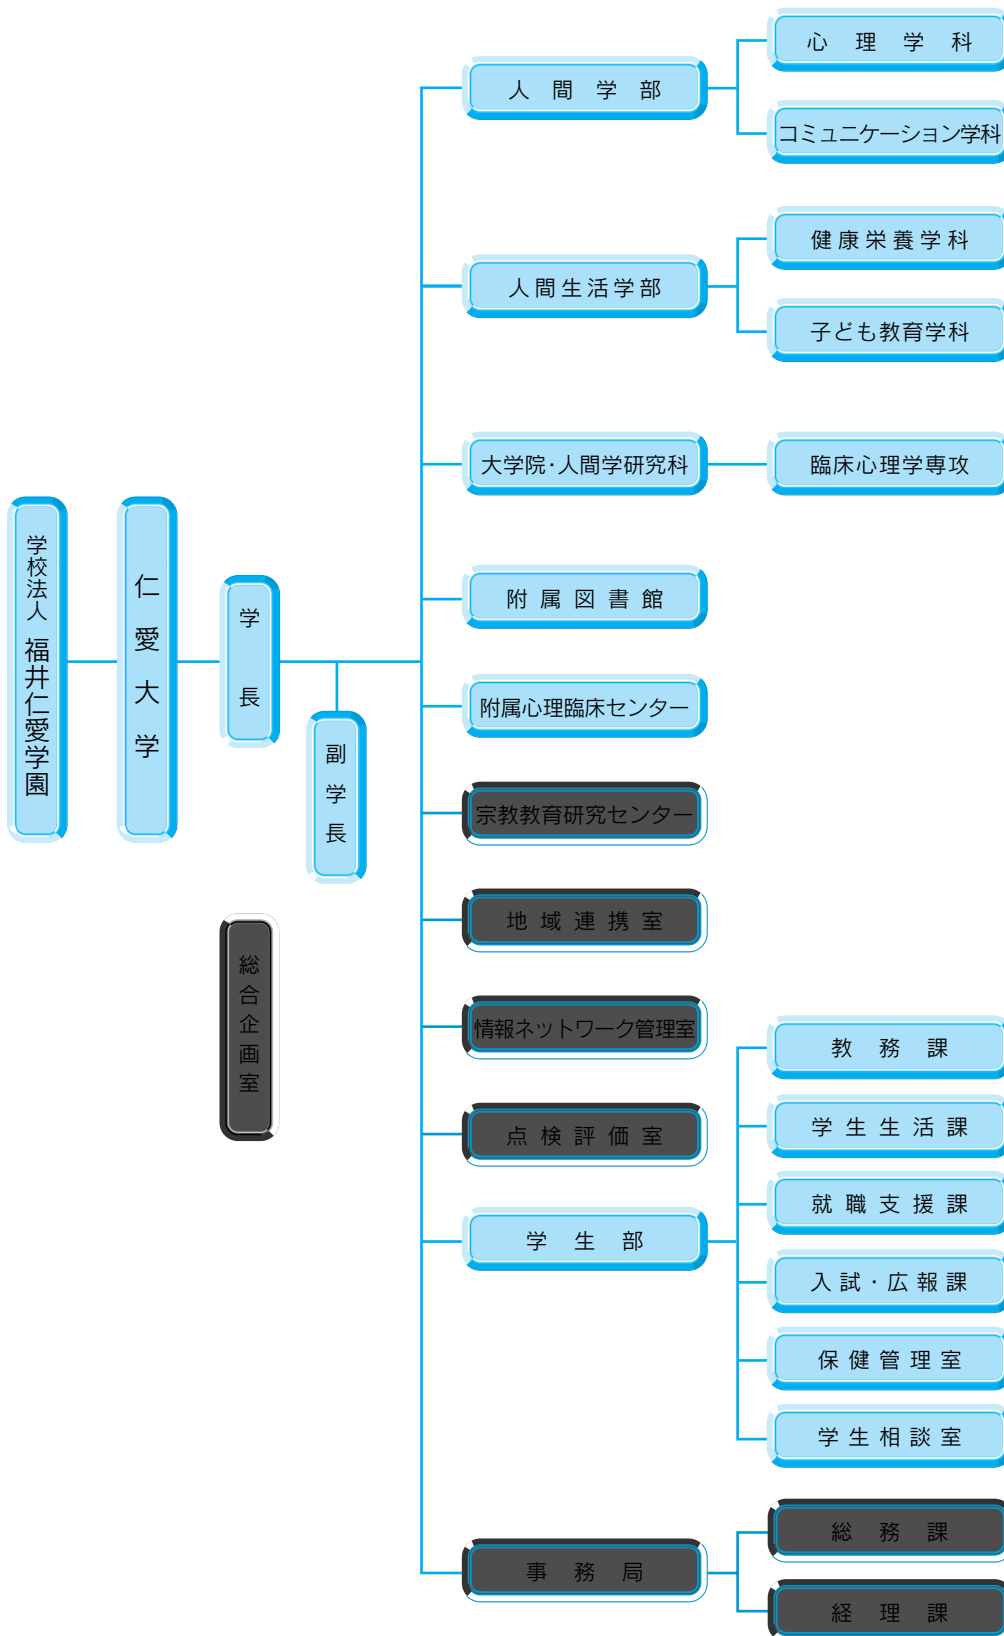 学校法人 福井仁愛学園
仁愛大学
学長
副学長
総合企画室
人間学部
心理学科
コミュニケーション学科
人間生活学部
健康栄養学科
子ども教育学科
大学院・人間学研究科
臨床心理学専攻
附属図書館
附属心理臨床センター
宗教教育研究センター
地域連携室
情報ネットワーク管理室
点検評価室
学生部
教務課
学生生活課
就職支援課
入試・広報課
保健管理室
学生相談室
事務局
総務課
経理課